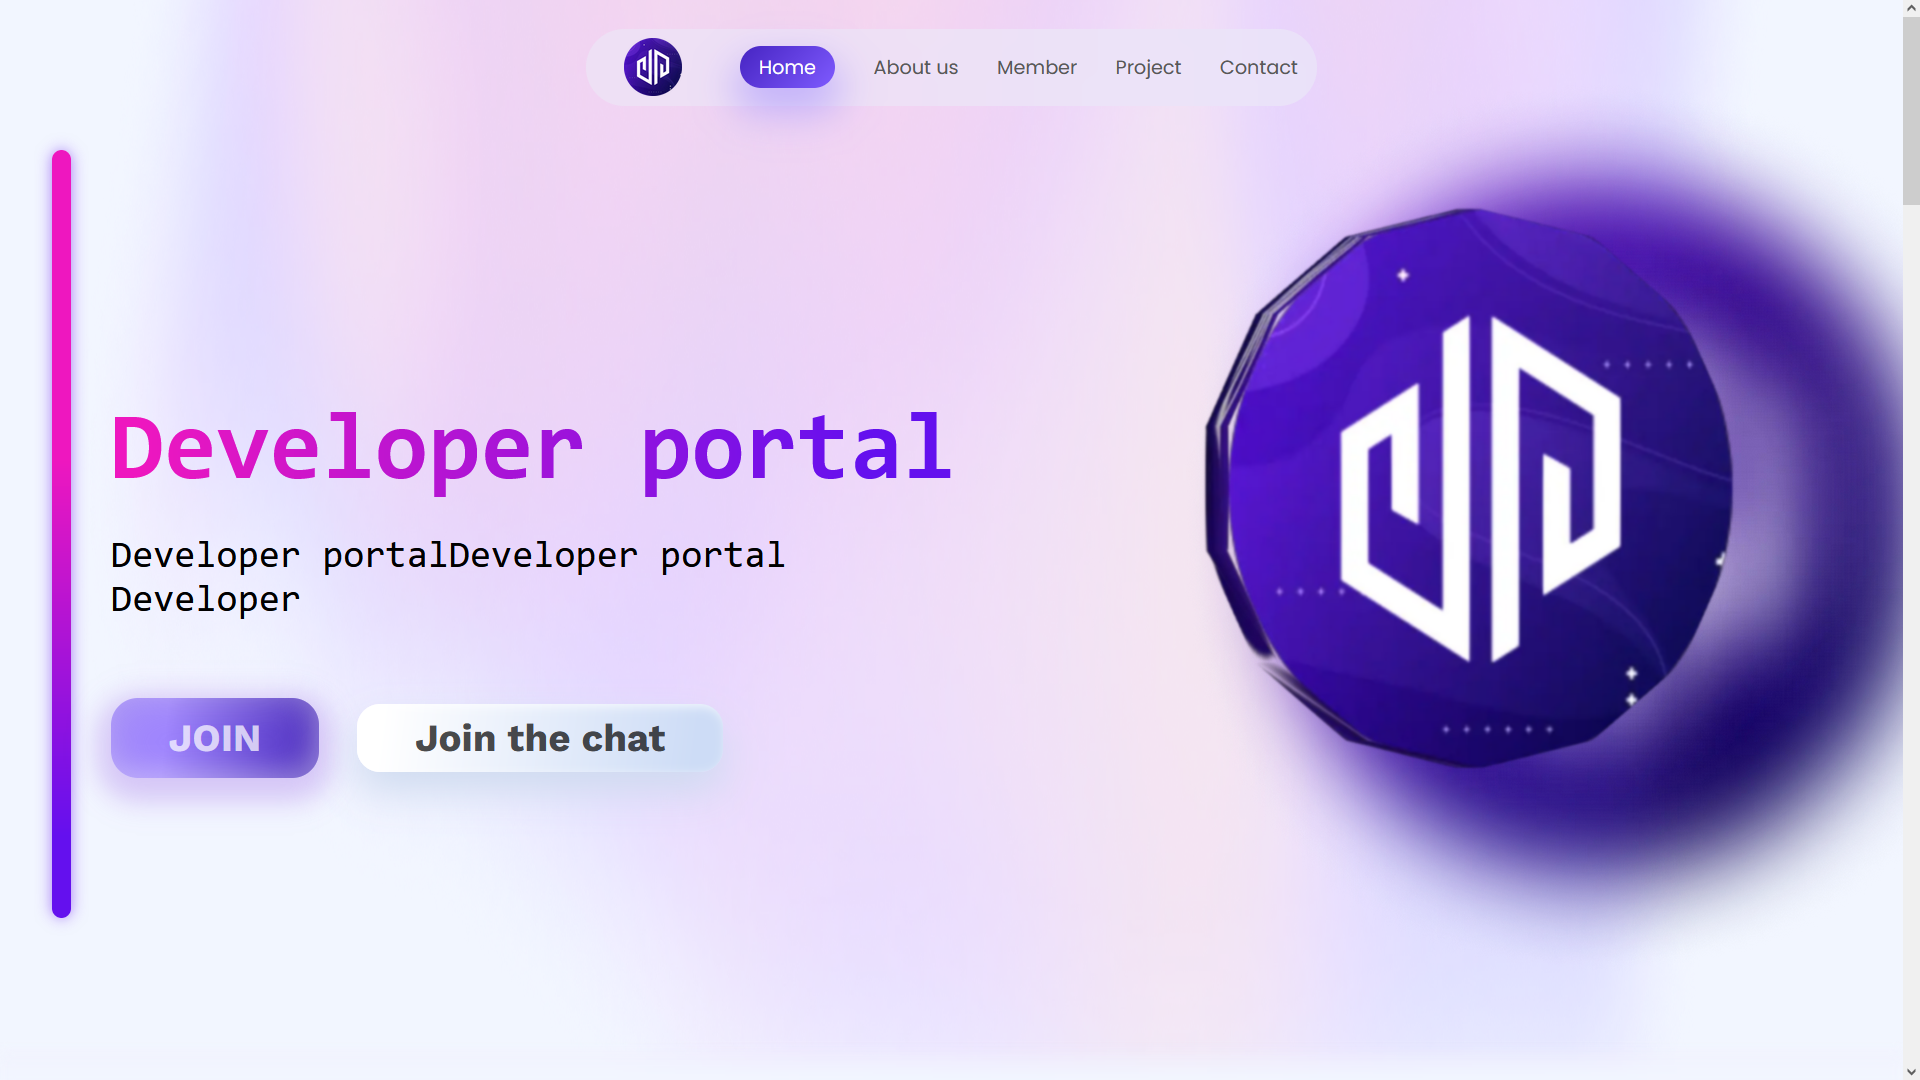 Home
About us
Member
Project
Contact
Developer portal
Developer portalDeveloper portal
Developer
JOIN
Join the chat